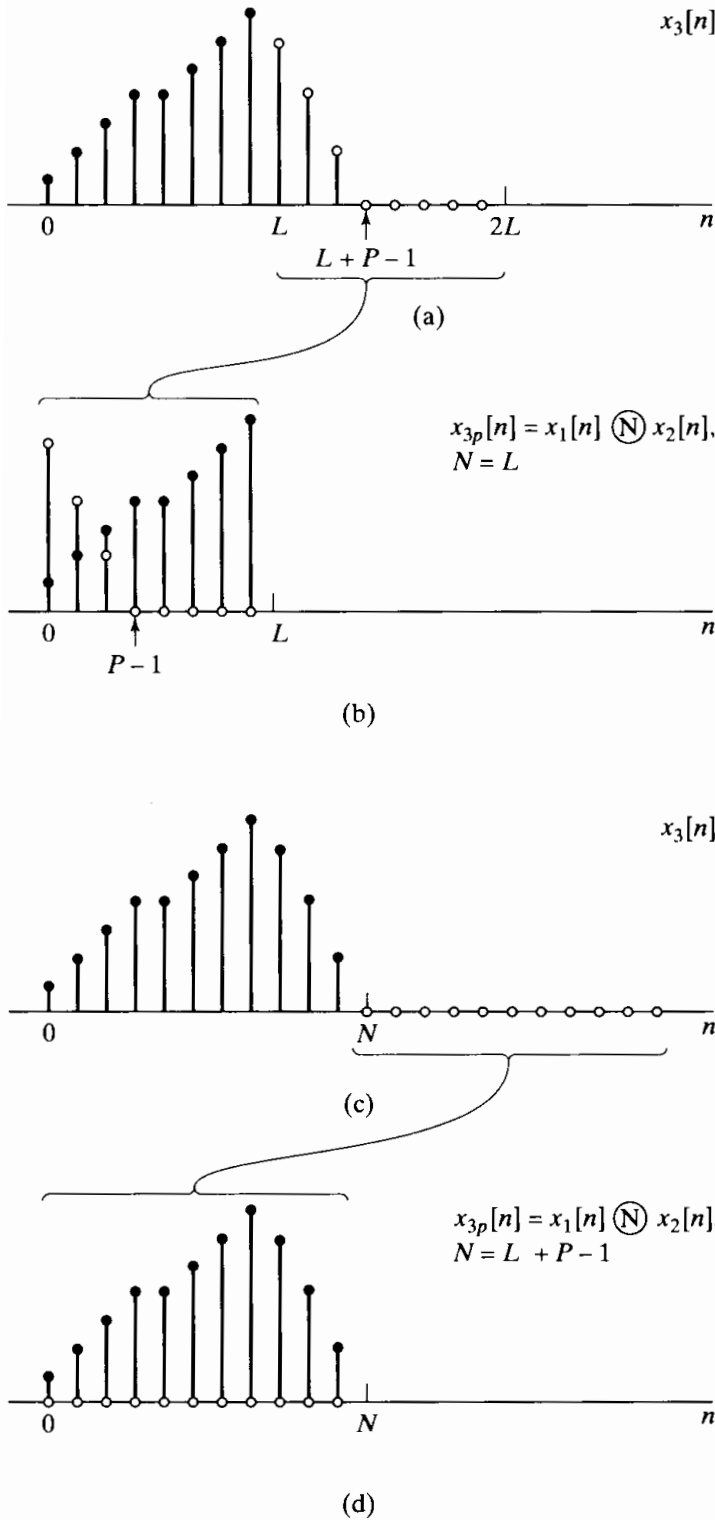 x₃[n]
0 L 2L n
L + P − 1
(a)
x₃ₚ[n] = x₁[n] Ⓝ x₂[n],
N = L
0 L n
P − 1
(b)
x₃[n]
0 N n
(c)
x₃ₚ[n] = x₁[n] Ⓝ x₂[n]
N = L + P − 1
0 N n
(d)